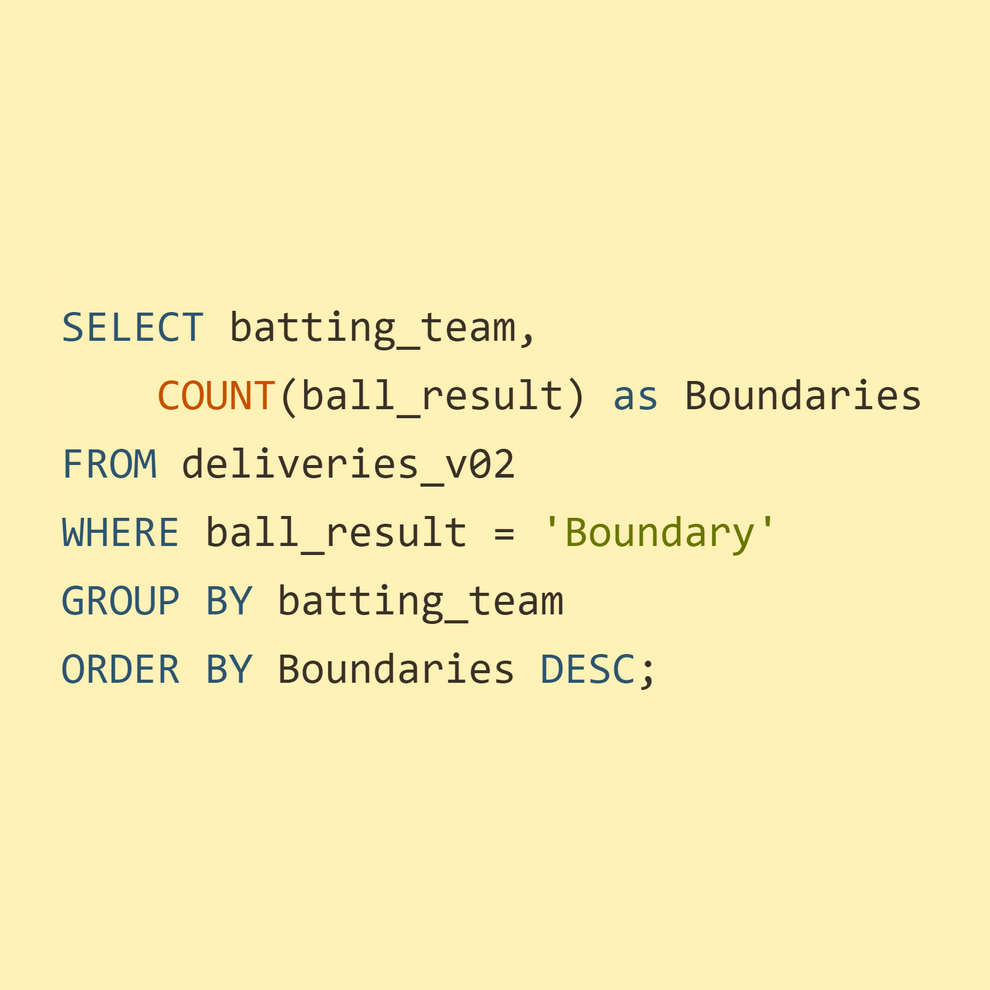 SELECT batting_team,
    COUNT(ball_result) as Boundaries
FROM deliveries_v02
WHERE ball_result = 'Boundary'
GROUP BY batting_team
ORDER BY Boundaries DESC;